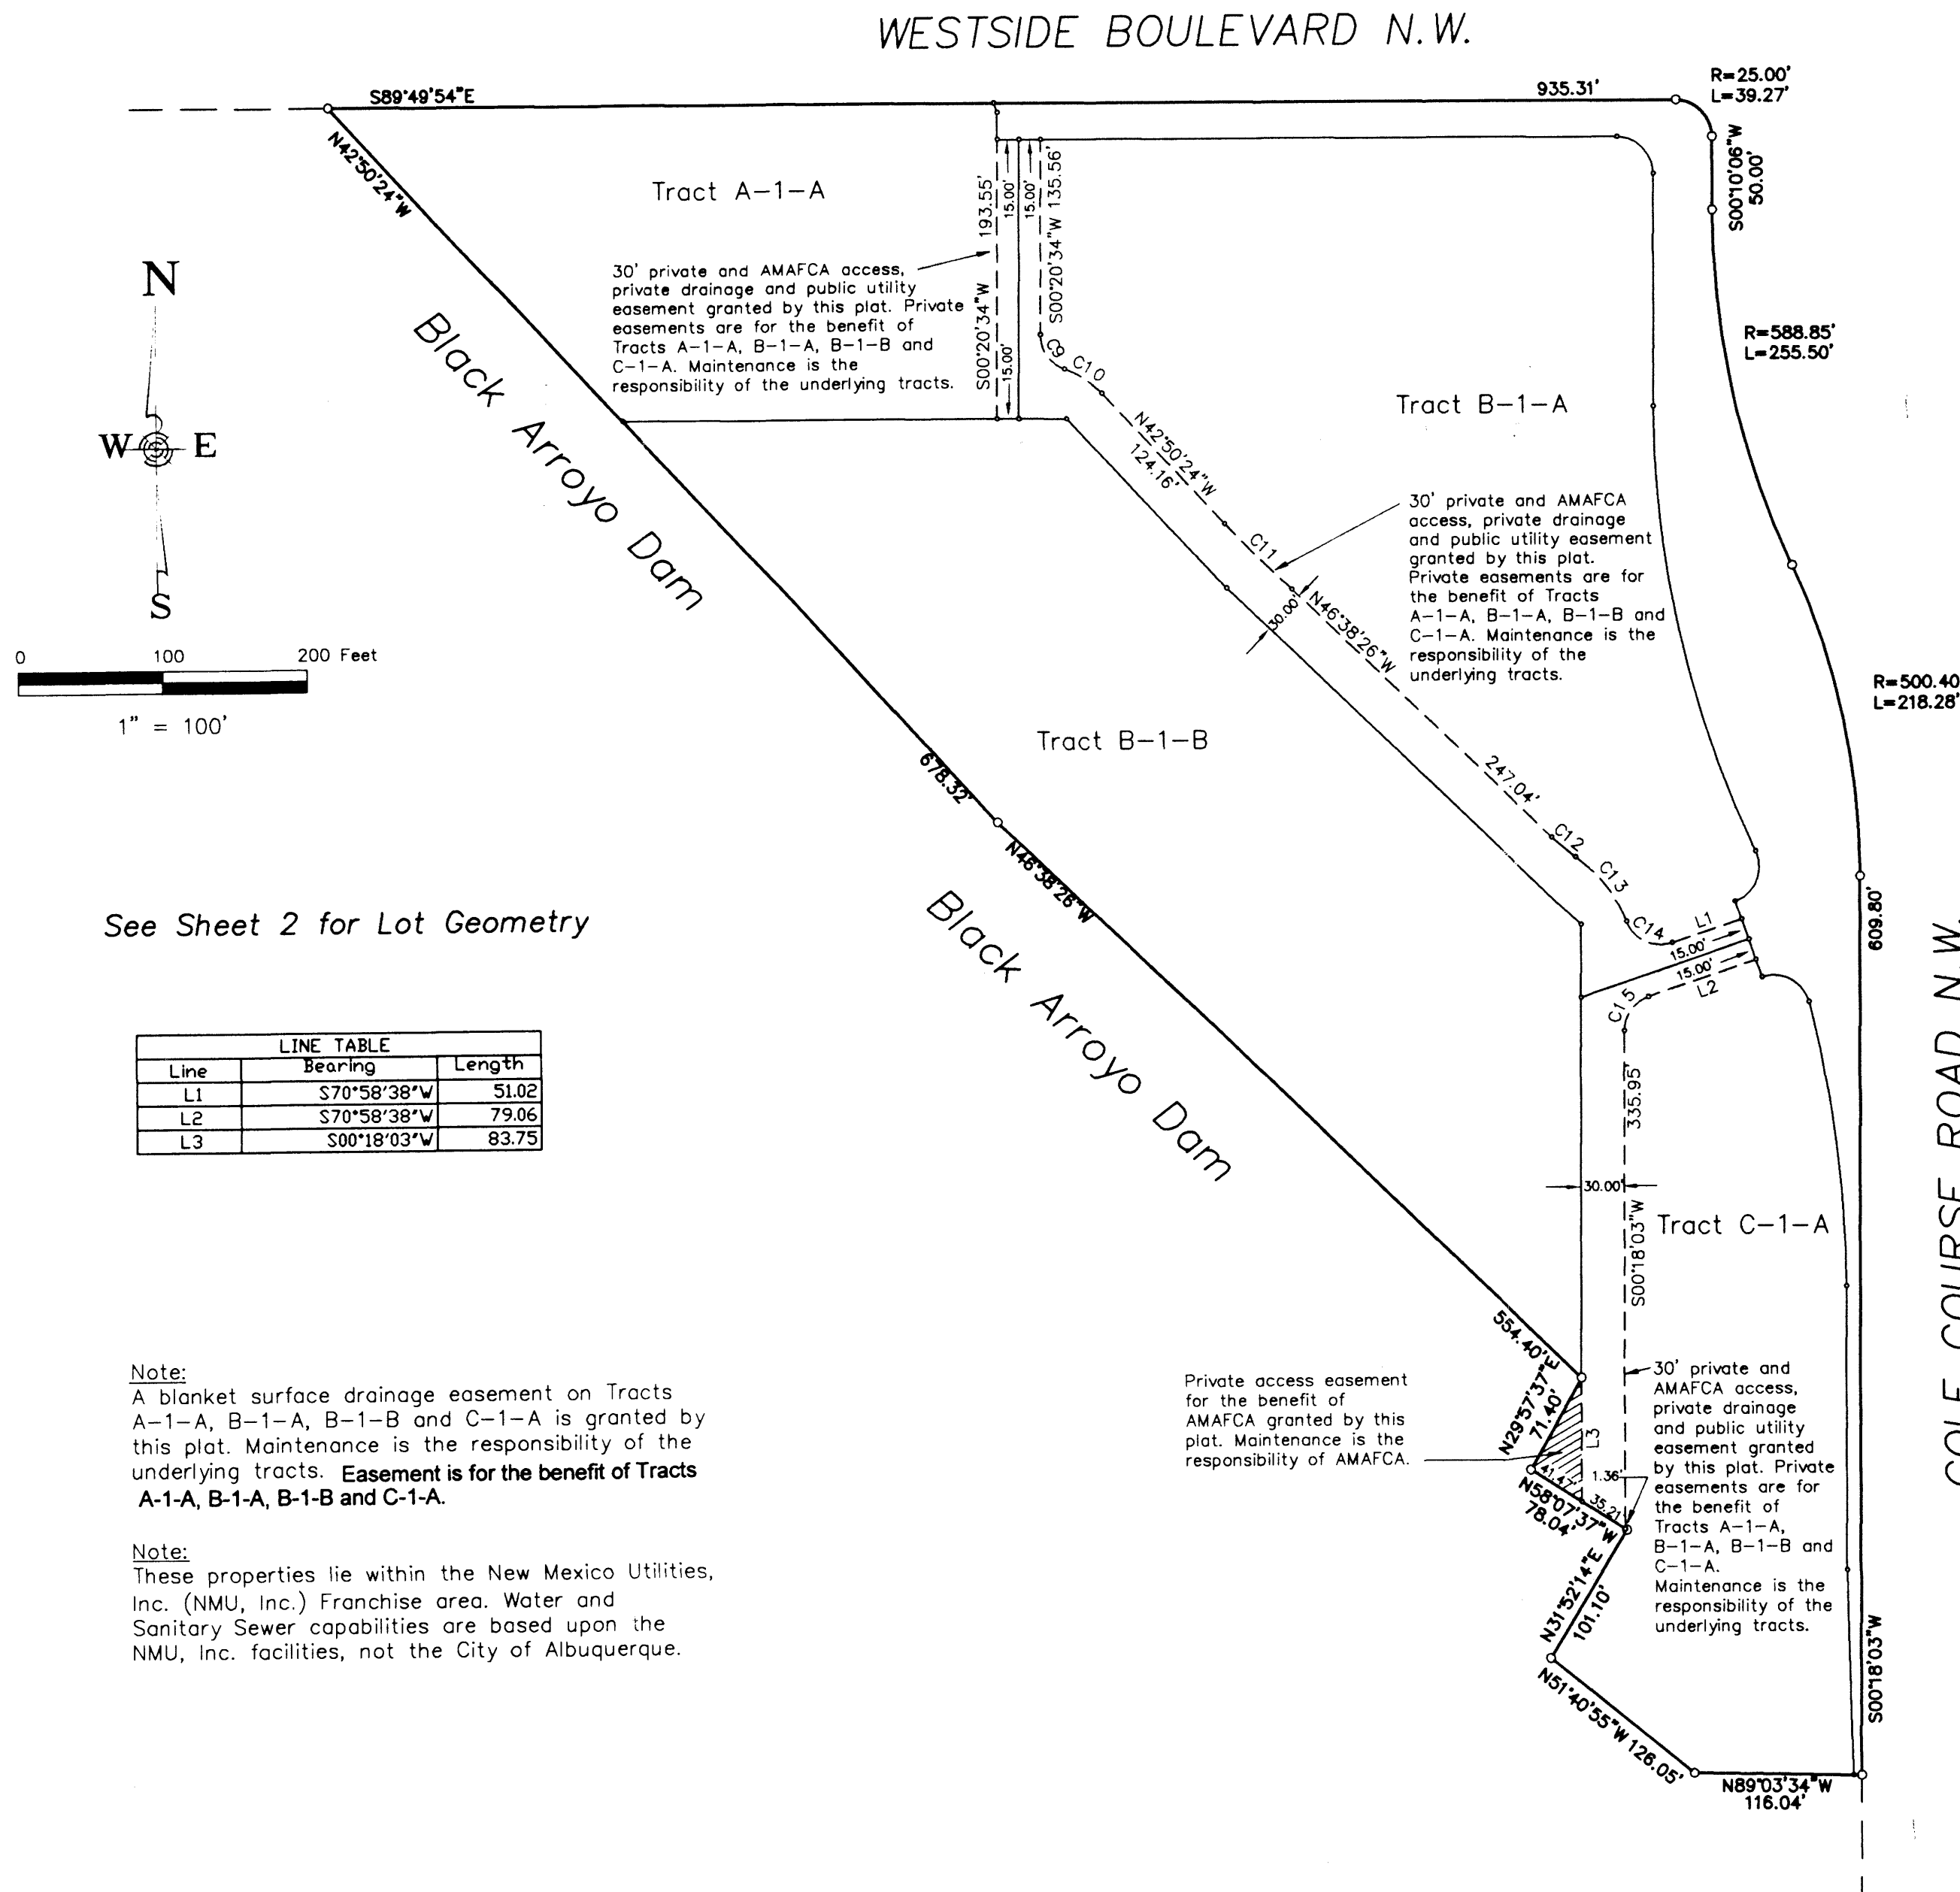 WESTSIDE BOULEVARD N.W.
S89°49'54"E
935.31'
R=25.00'
L=39.27'
S00°10'06"W
50.00'
N42°50'24"W
Tract A-1-A
193.55'
15.00'
15.00'
S00°20'34"W 135.56'
30' private and AMAFCA access,
private drainage and public utility
easement granted by this plat. Private
easements are for the benefit of
Tracts A-1-A, B-1-A, B-1-B and
C-1-A. Maintenance is the
responsibility of the underlying tracts.
S00°20'34"W
15.00'
N
W E
S
0 100 200 Feet
1" = 100'
Black Arroyo Dam
C9
C10
N42°50'24"W
124.16'
C11
R=588.85'
L=255.50'
Tract B-1-A
30' private and AMAFCA
access, private drainage
and public utility easement
granted by this plat.
Private easements are for
the benefit of Tracts
A-1-A, B-1-A, B-1-B and
C-1-A. Maintenance is the
responsibility of the
underlying tracts.
30.00'
N46°38'26"W
R=500.40
L=218.28'
Tract B-1-B
678.32'
247.04'
C12
C13
C14
L1
15.00'
15.00'
L2
C15
N46°38'26"W
609.80'
See Sheet 2 for Lot Geometry
Black Arroyo Dam
GOLF COURSE ROAD N.W.
LINE TABLE
Line Bearing Length
L1 S70°58'38"W 51.02
L2 S70°58'38"W 79.06
L3 S00°18'03"W 83.75
335.95'
30.00'
S00°18'03"W
Tract C-1-A
554.40'
N29°57'37"E
71.40'
L3
Private access easement
for the benefit of
AMAFCA granted by this
plat. Maintenance is the
responsibility of AMAFCA.
41.47'
1.36'
35.21'
N58°07'37"W
78.04'
30' private and
AMAFCA access,
private drainage
and public utility
easement granted
by this plat. Private
easements are for
the benefit of
Tracts A-1-A,
B-1-A, B-1-B and
C-1-A.
Maintenance is the
responsibility of the
underlying tracts.
N31°52'14"E
101.10'
N51°40'55"W 126.05'
N89°03'34"W
116.04'
S00°18'03"W
Note:
A blanket surface drainage easement on Tracts
A-1-A, B-1-A, B-1-B and C-1-A is granted by
this plat. Maintenance is the responsibility of the
underlying tracts. Easement is for the benefit of Tracts
A-1-A, B-1-A, B-1-B and C-1-A.
Note:
These properties lie within the New Mexico Utilities,
Inc. (NMU, Inc.) Franchise area. Water and
Sanitary Sewer capabilities are based upon the
NMU, Inc. facilities, not the City of Albuquerque.